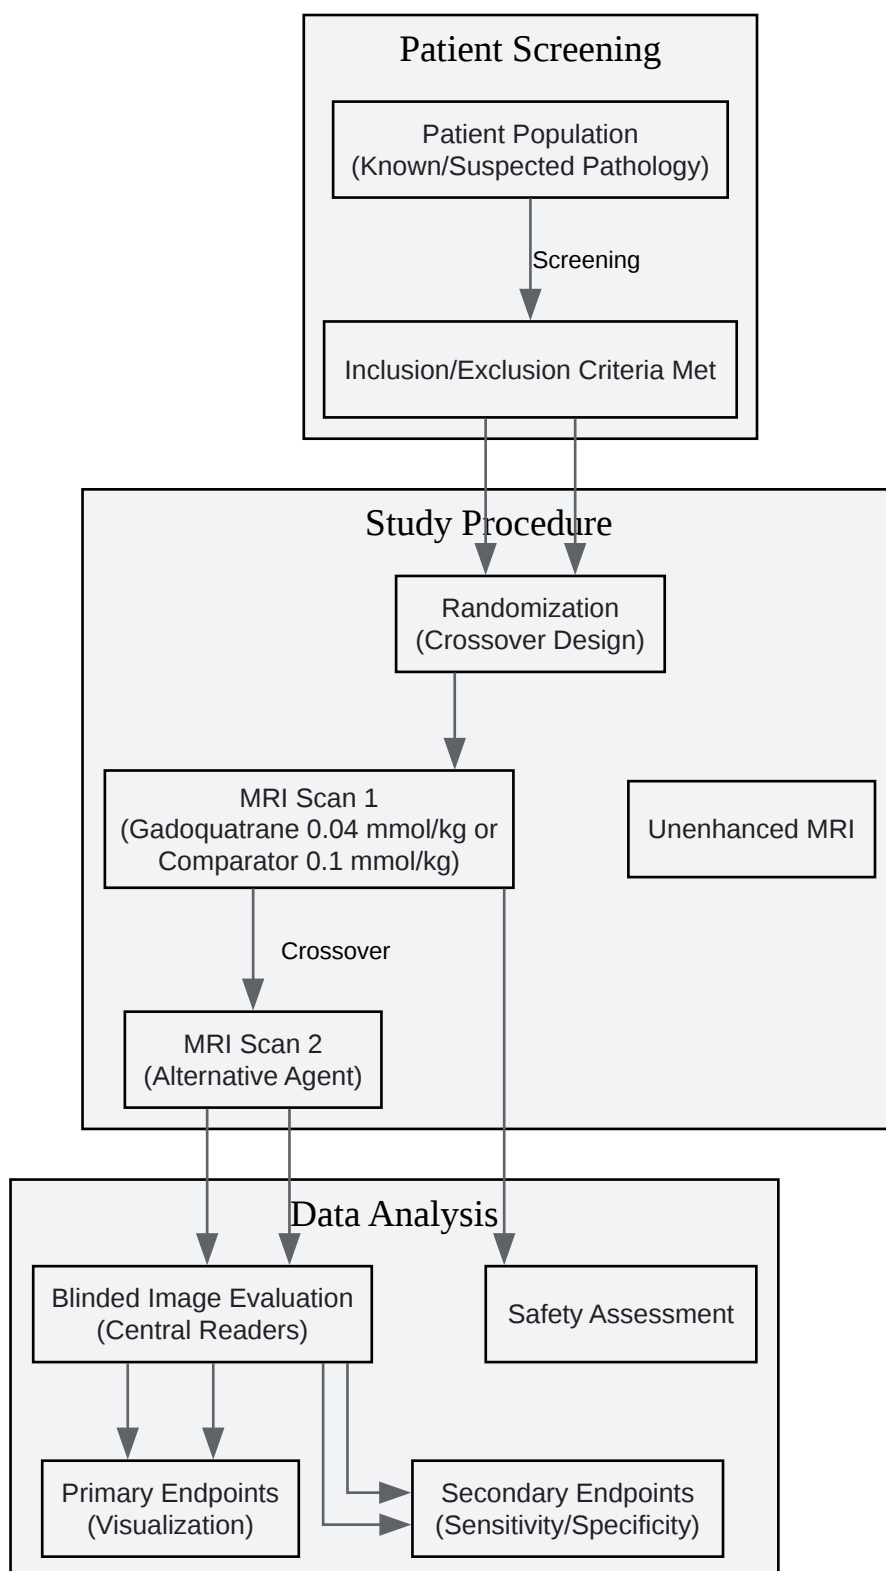 Patient Screening
Patient Population
(Known/Suspected Pathology)
Screening
Inclusion/Exclusion Criteria Met
Study Procedure
Randomization
(Crossover Design)
MRI Scan 1
(Gadoquatrane 0.04 mmol/kg or
Comparator 0.1 mmol/kg)
Unenhanced MRI
Crossover
MRI Scan 2
(Alternative Agent)
Data Analysis
Blinded Image Evaluation
(Central Readers)
Safety Assessment
Primary Endpoints
(Visualization)
Secondary Endpoints
(Sensitivity/Specificity)